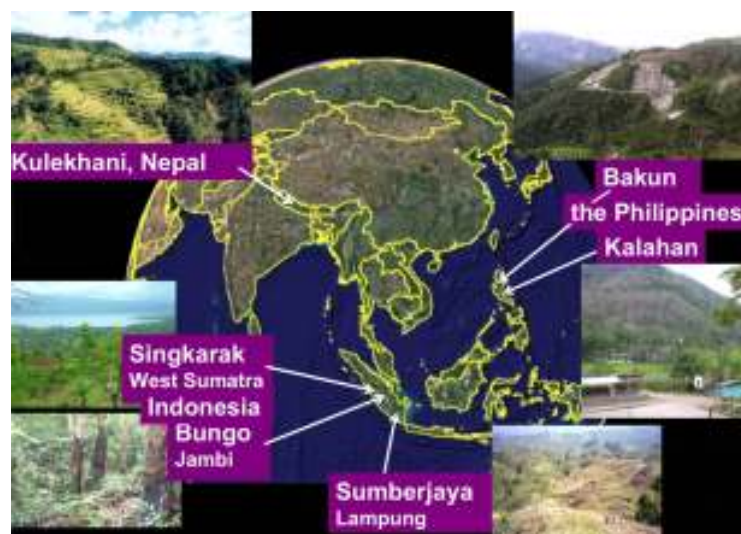 Kulekhani, Nepal
Bakun
the Philippines
Kalahan
Singkarak
West Sumatra
Indonesia
Bungo
Jambi
Sumberjaya
Lampung